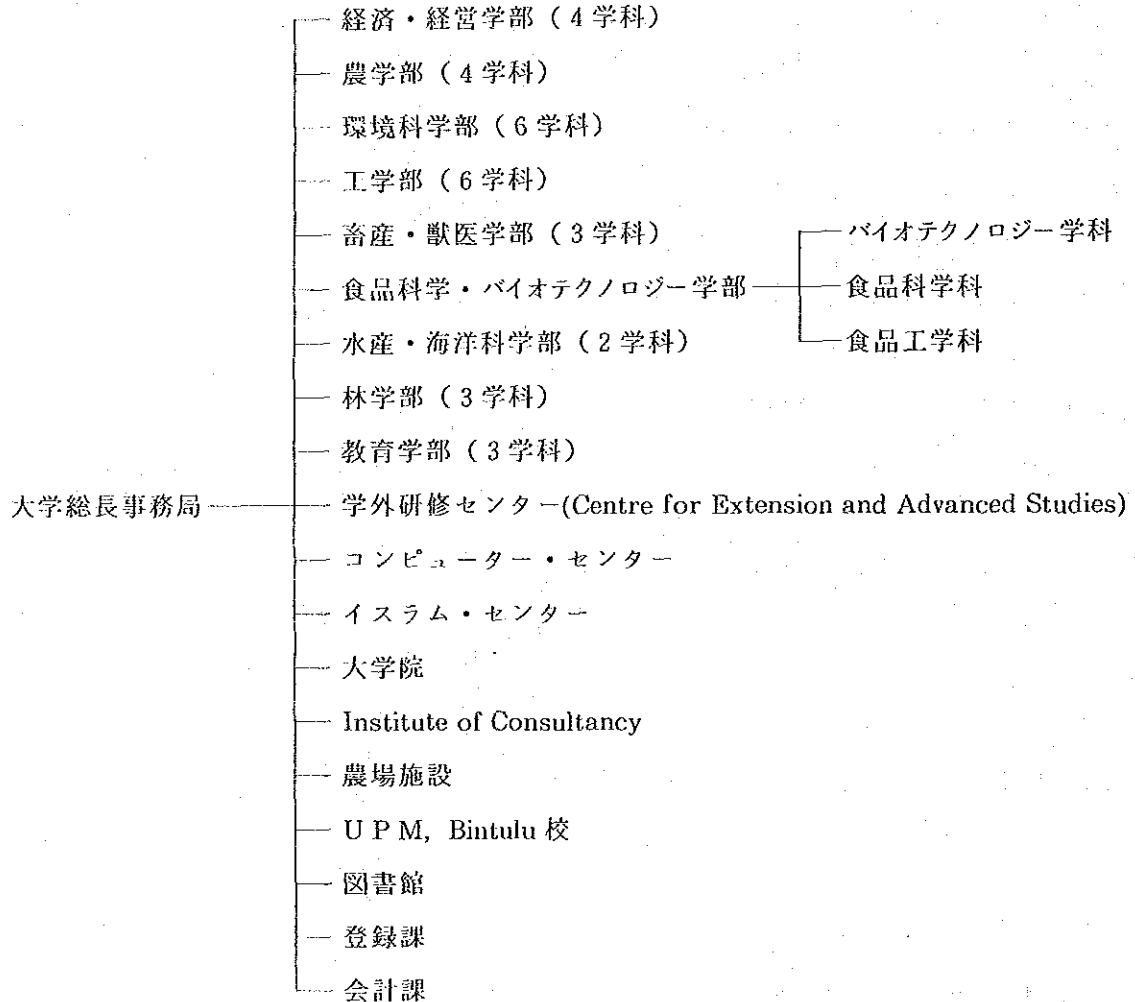 経済・経営学部(4学科)
農学部(4学科)
環境科学部(6学科)
工学部(6学科)
畜産・獣医学部(3学科)
バイオテクノロジー学科
食品科学・バイオテクノロジー学部
食品科学科
水産・海洋科学部(2学科)
食品工学科
林学部(3学科)
教育学部(3学科)
大学総長事務局
学外研修センター(Centre for Extension and Advanced Studies)
コンピューター・センター
イスラム・センター
大学院
Institute of Consultancy
農場施設
UPM, Bintulu校
図書館
登録課
会計課